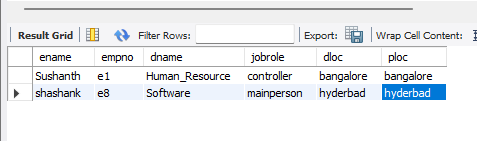 Result Grid Filter Rows: Export: Wrap Cell Content:
ename empno dname jobrole dloc ploc
Sushanth e1 Human_Resource controller bangalore bangalore
shashank e8 Software mainperson hyderbad hyderbad